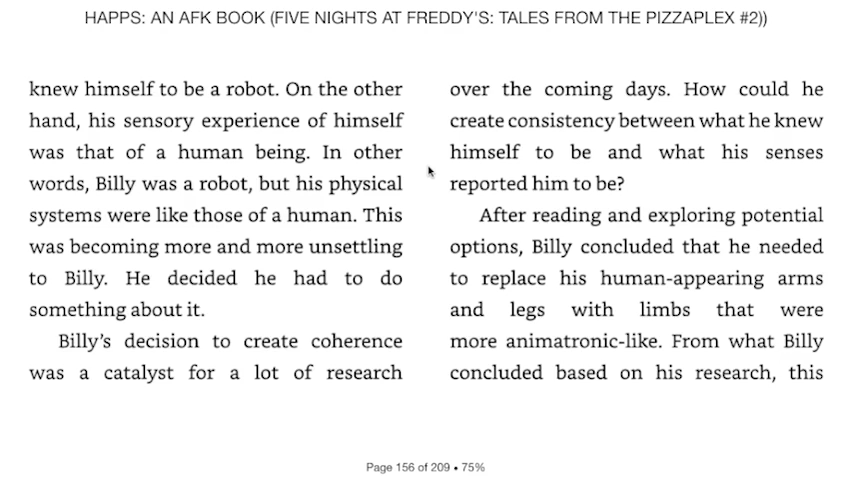 HAPPS: AN AFK BOOK (FIVE NIGHTS AT FREDDY'S: TALES FROM THE PIZZAPLEX #2))
knew himself to be a robot. On the other
hand, his sensory experience of himself
was that of a human being. In other
words, Billy was a robot, but his physical
systems were like those of a human. This
was becoming more and more unsettling
to Billy. He decided he had to do
something about it.
Billy’s decision to create coherence
was a catalyst for a lot of research
over the coming days. How could he
create consistency between what he knew
himself to be and what his senses
reported him to be?
After reading and exploring potential
options, Billy concluded that he needed
to replace his human-appearing arms
and legs with limbs that were
more animatronic-like. From what Billy
concluded based on his research, this
Page 156 of 209 • 75%